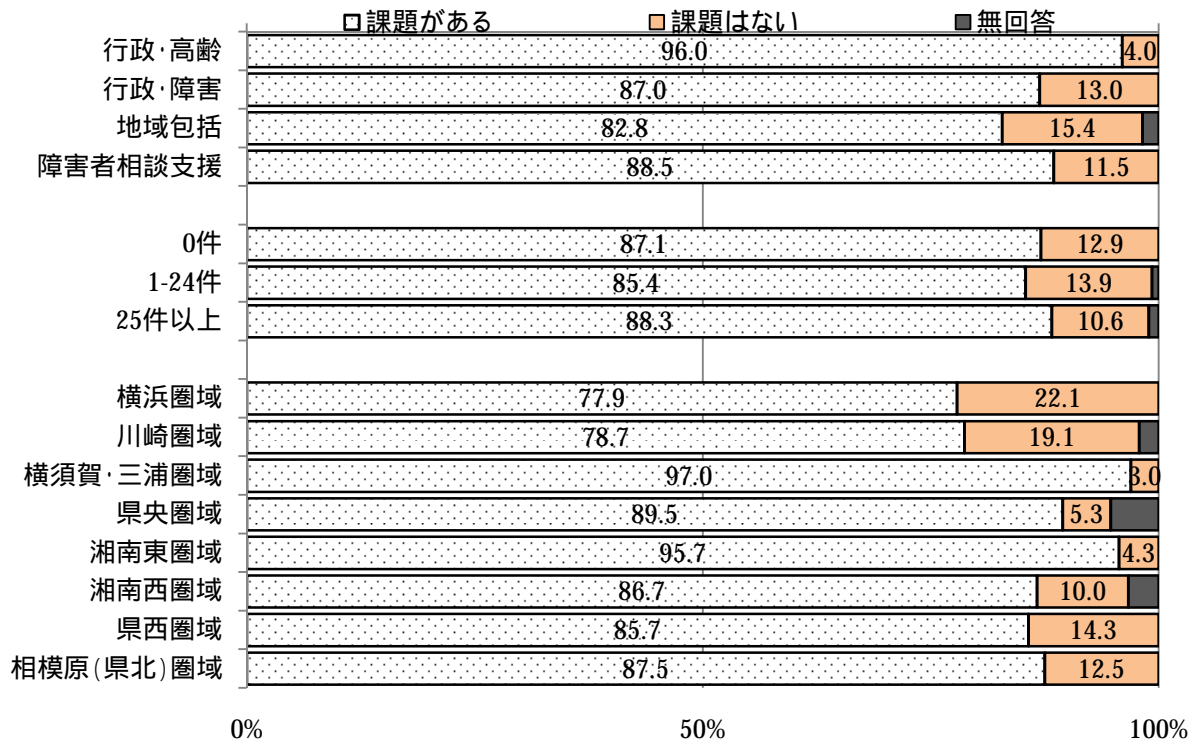 課題がある 課題はない 無回答
行政・高齢 96.0 4.0
行政・障害 87.0 13.0
地域包括 82.8 15.4
障害者相談支援 88.5 11.5
0件 87.1 12.9
1-24件 85.4 13.9
25件以上 88.3 10.6
横浜圏域 77.9 22.1
川崎圏域 78.7 19.1
横須賀・三浦圏域 97.0 3.0
県央圏域 89.5 5.3
湘南東圏域 95.7 4.3
湘南西圏域 86.7 10.0
県西圏域 85.7 14.3
相模原(県北)圏域 87.5 12.5
0% 50% 100%